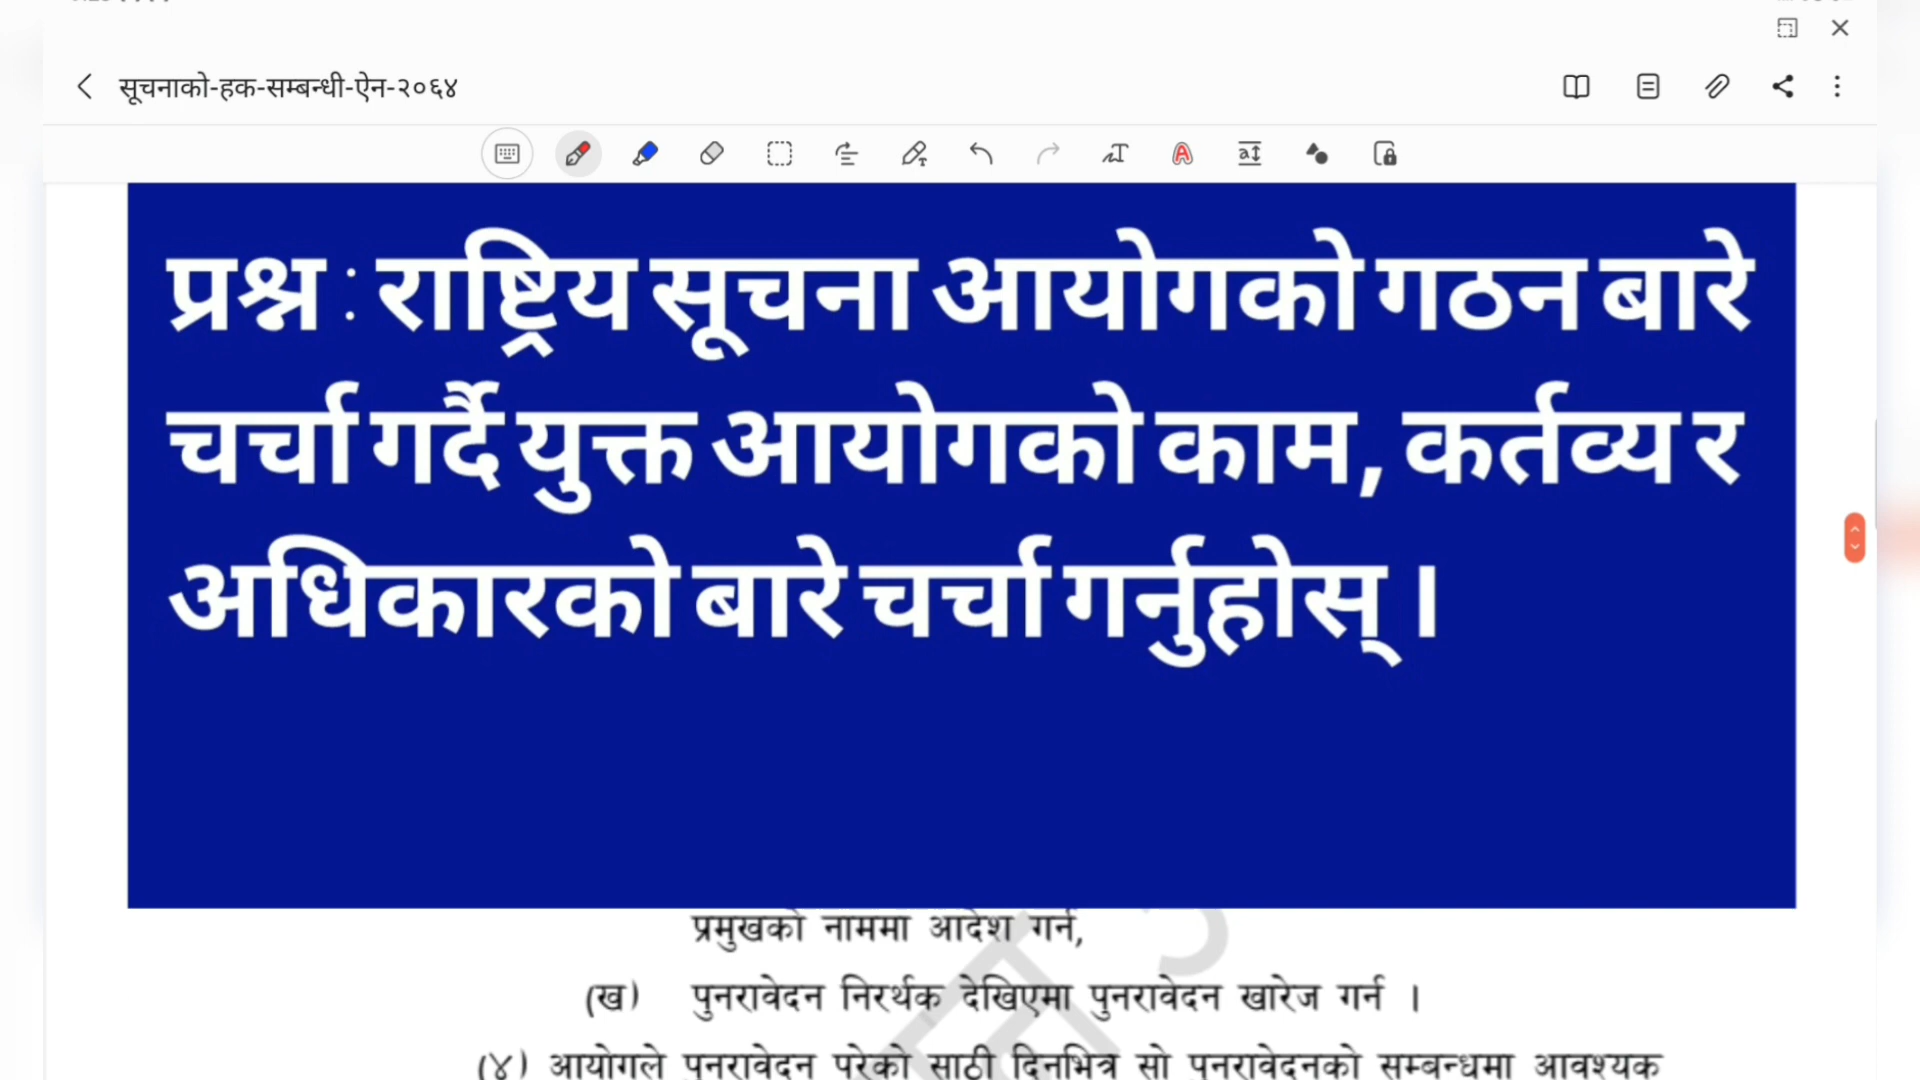 सूचनाको-हक-सम्बन्धी-ऐन-२०६४
प्रश्न : राष्ट्रिय सूचना आयोगको गठन बारे
चर्चा गर्दै युक्त आयोगको काम, कर्तव्य र
अधिकारको बारे चर्चा गर्नुहोस् ।
प्रमुखको नाममा आदेश गर्न,
(ख) पुनरावेदन निरर्थक देखिएमा पुनरावेदन खारेज गर्न ।
(४) आयोगले पुनरावेदन परेको साठी दिनभित्र सो पुनरावेदनको सम्बन्धमा आवश्यक